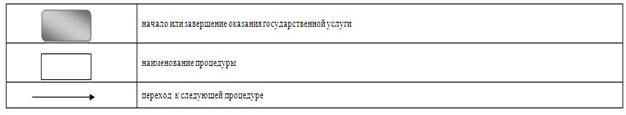 начало или завершение оказания государственной услуги
наименование процедуры
переход к следующей процедуре